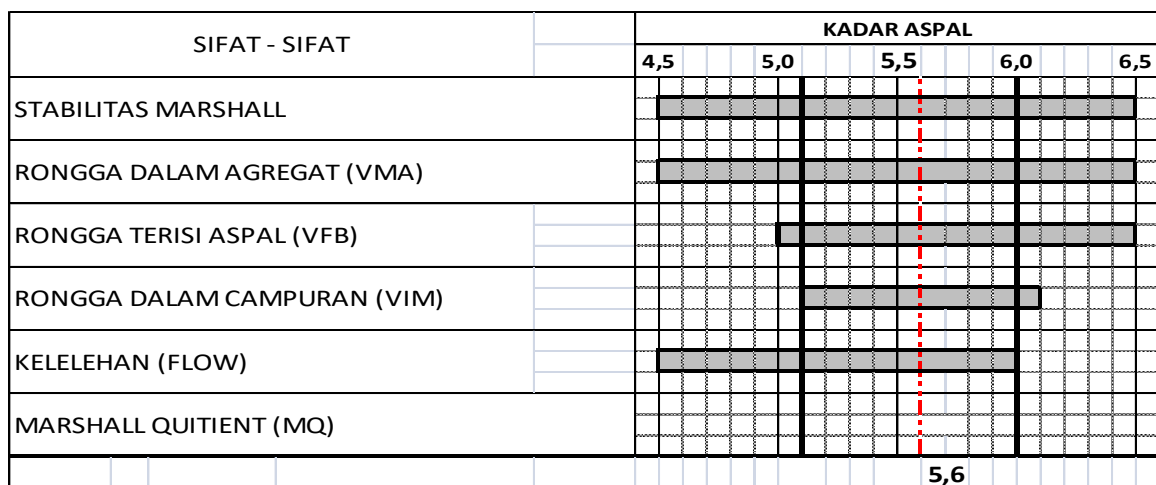 SIFAT - SIFAT
KADAR ASPAL
4,5 5,0 5,5 6,0 6,5
STABILITAS MARSHALL
RONGGA DALAM AGREGAT (VMA)
RONGGA TERISI ASPAL (VFB)
RONGGA DALAM CAMPURAN (VIM)
KELELEHAN (FLOW)
MARSHALL QUITIENT (MQ)
5,6